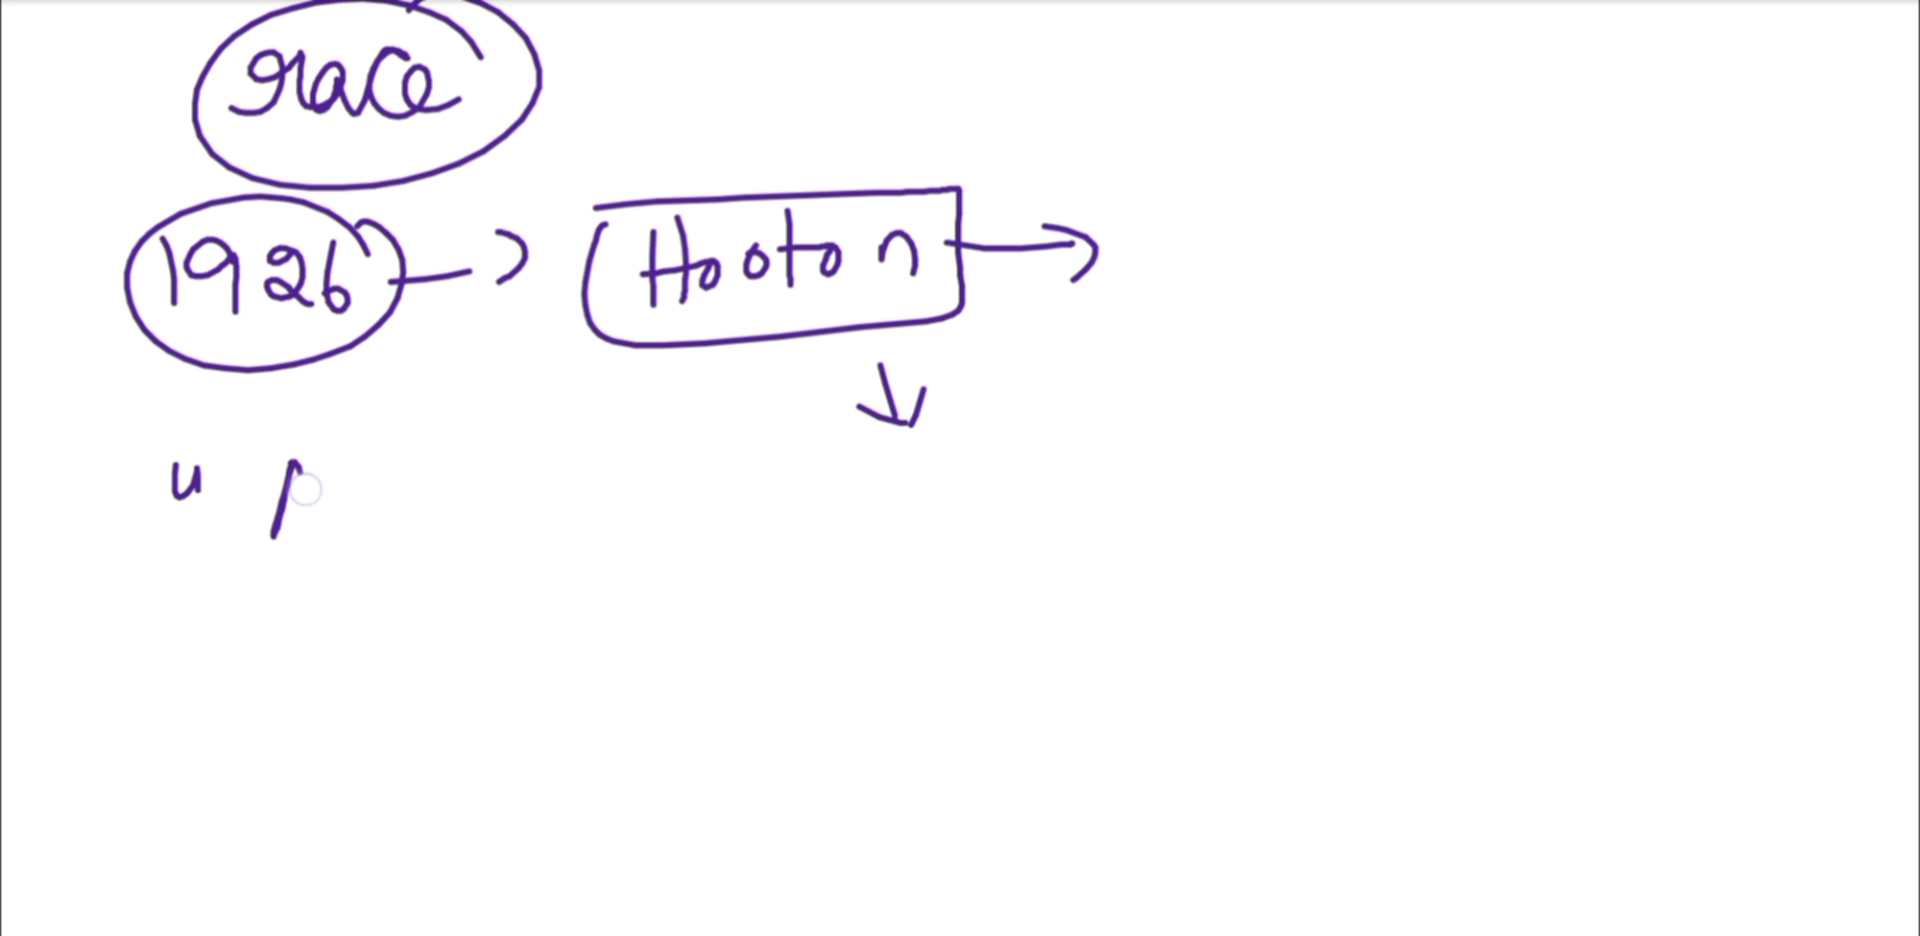 race
1926 → Hooton →
↓
" p